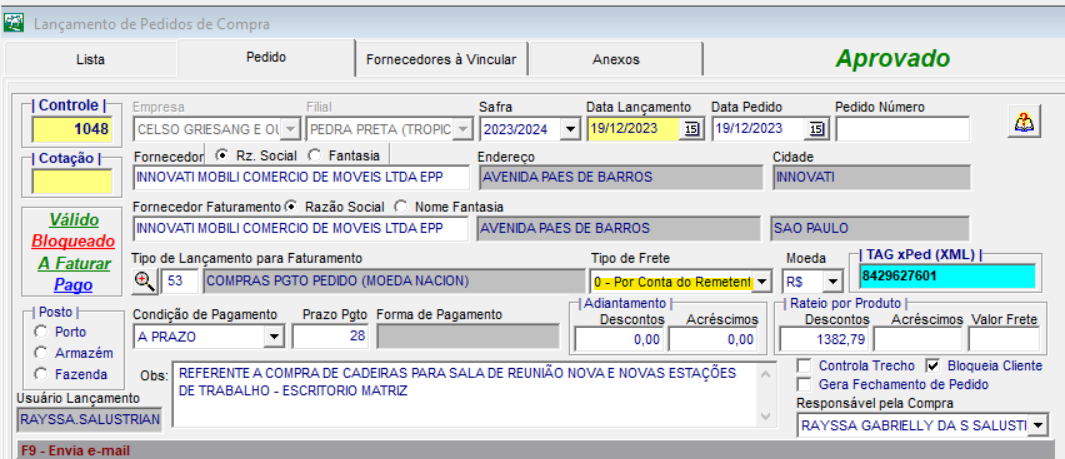 Lançamento de Pedidos de Compra
Lista Pedido Fornecedores à Vincular Anexos Aprovado
| Controle | Empresa Filial Safra Data Lançamento Data Pedido Pedido Número
1048 CELSO GRIESANG E OU PEDRA PRETA (TROPIC 2023/2024 19/12/2023 15 19/12/2023 15
| Cotação | Fornecedor Rz. Social Fantasia Endereço Cidade
INNOVATI MOBILI COMERCIO DE MOVEIS LTDA EPP AVENIDA PAES DE BARROS INNOVATI
Fornecedor Faturamento Razão Social Nome Fantasia
Válido INNOVATI MOBILI COMERCIO DE MOVEIS LTDA EPP AVENIDA PAES DE BARROS SAO PAULO
Bloqueado
A Faturar Tipo de Lançamento para Faturamento Tipo de Frete Moeda | TAG xPed (XML) |
Pago 53 COMPRAS PGTO PEDIDO (MOEDA NACION) 0 - Por Conta do Remetent R$ 8429627601
| Posto | Condição de Pagamento Prazo Pgto Forma de Pagamento | Adiantamento | | Rateio por Produto |
Porto Descontos Acréscimos Descontos Acréscimos Valor Frete
Armazém A PRAZO 28 0,00 0,00 1382,79
Fazenda Obs: REFERENTE A COMPRA DE CADEIRAS PARA SALA DE REUNIÃO NOVA E NOVAS ESTAÇÕES
DE TRABALHO - ESCRITORIO MATRIZ
Controla Trecho Bloqueia Cliente
Gera Fechamento de Pedido
Usuário Lançamento Responsável pela Compra
RAYSSA.SALUSTRIAN RAYSSA GABRIELLY DA S SALUSTI
F9 - Envia e-mail